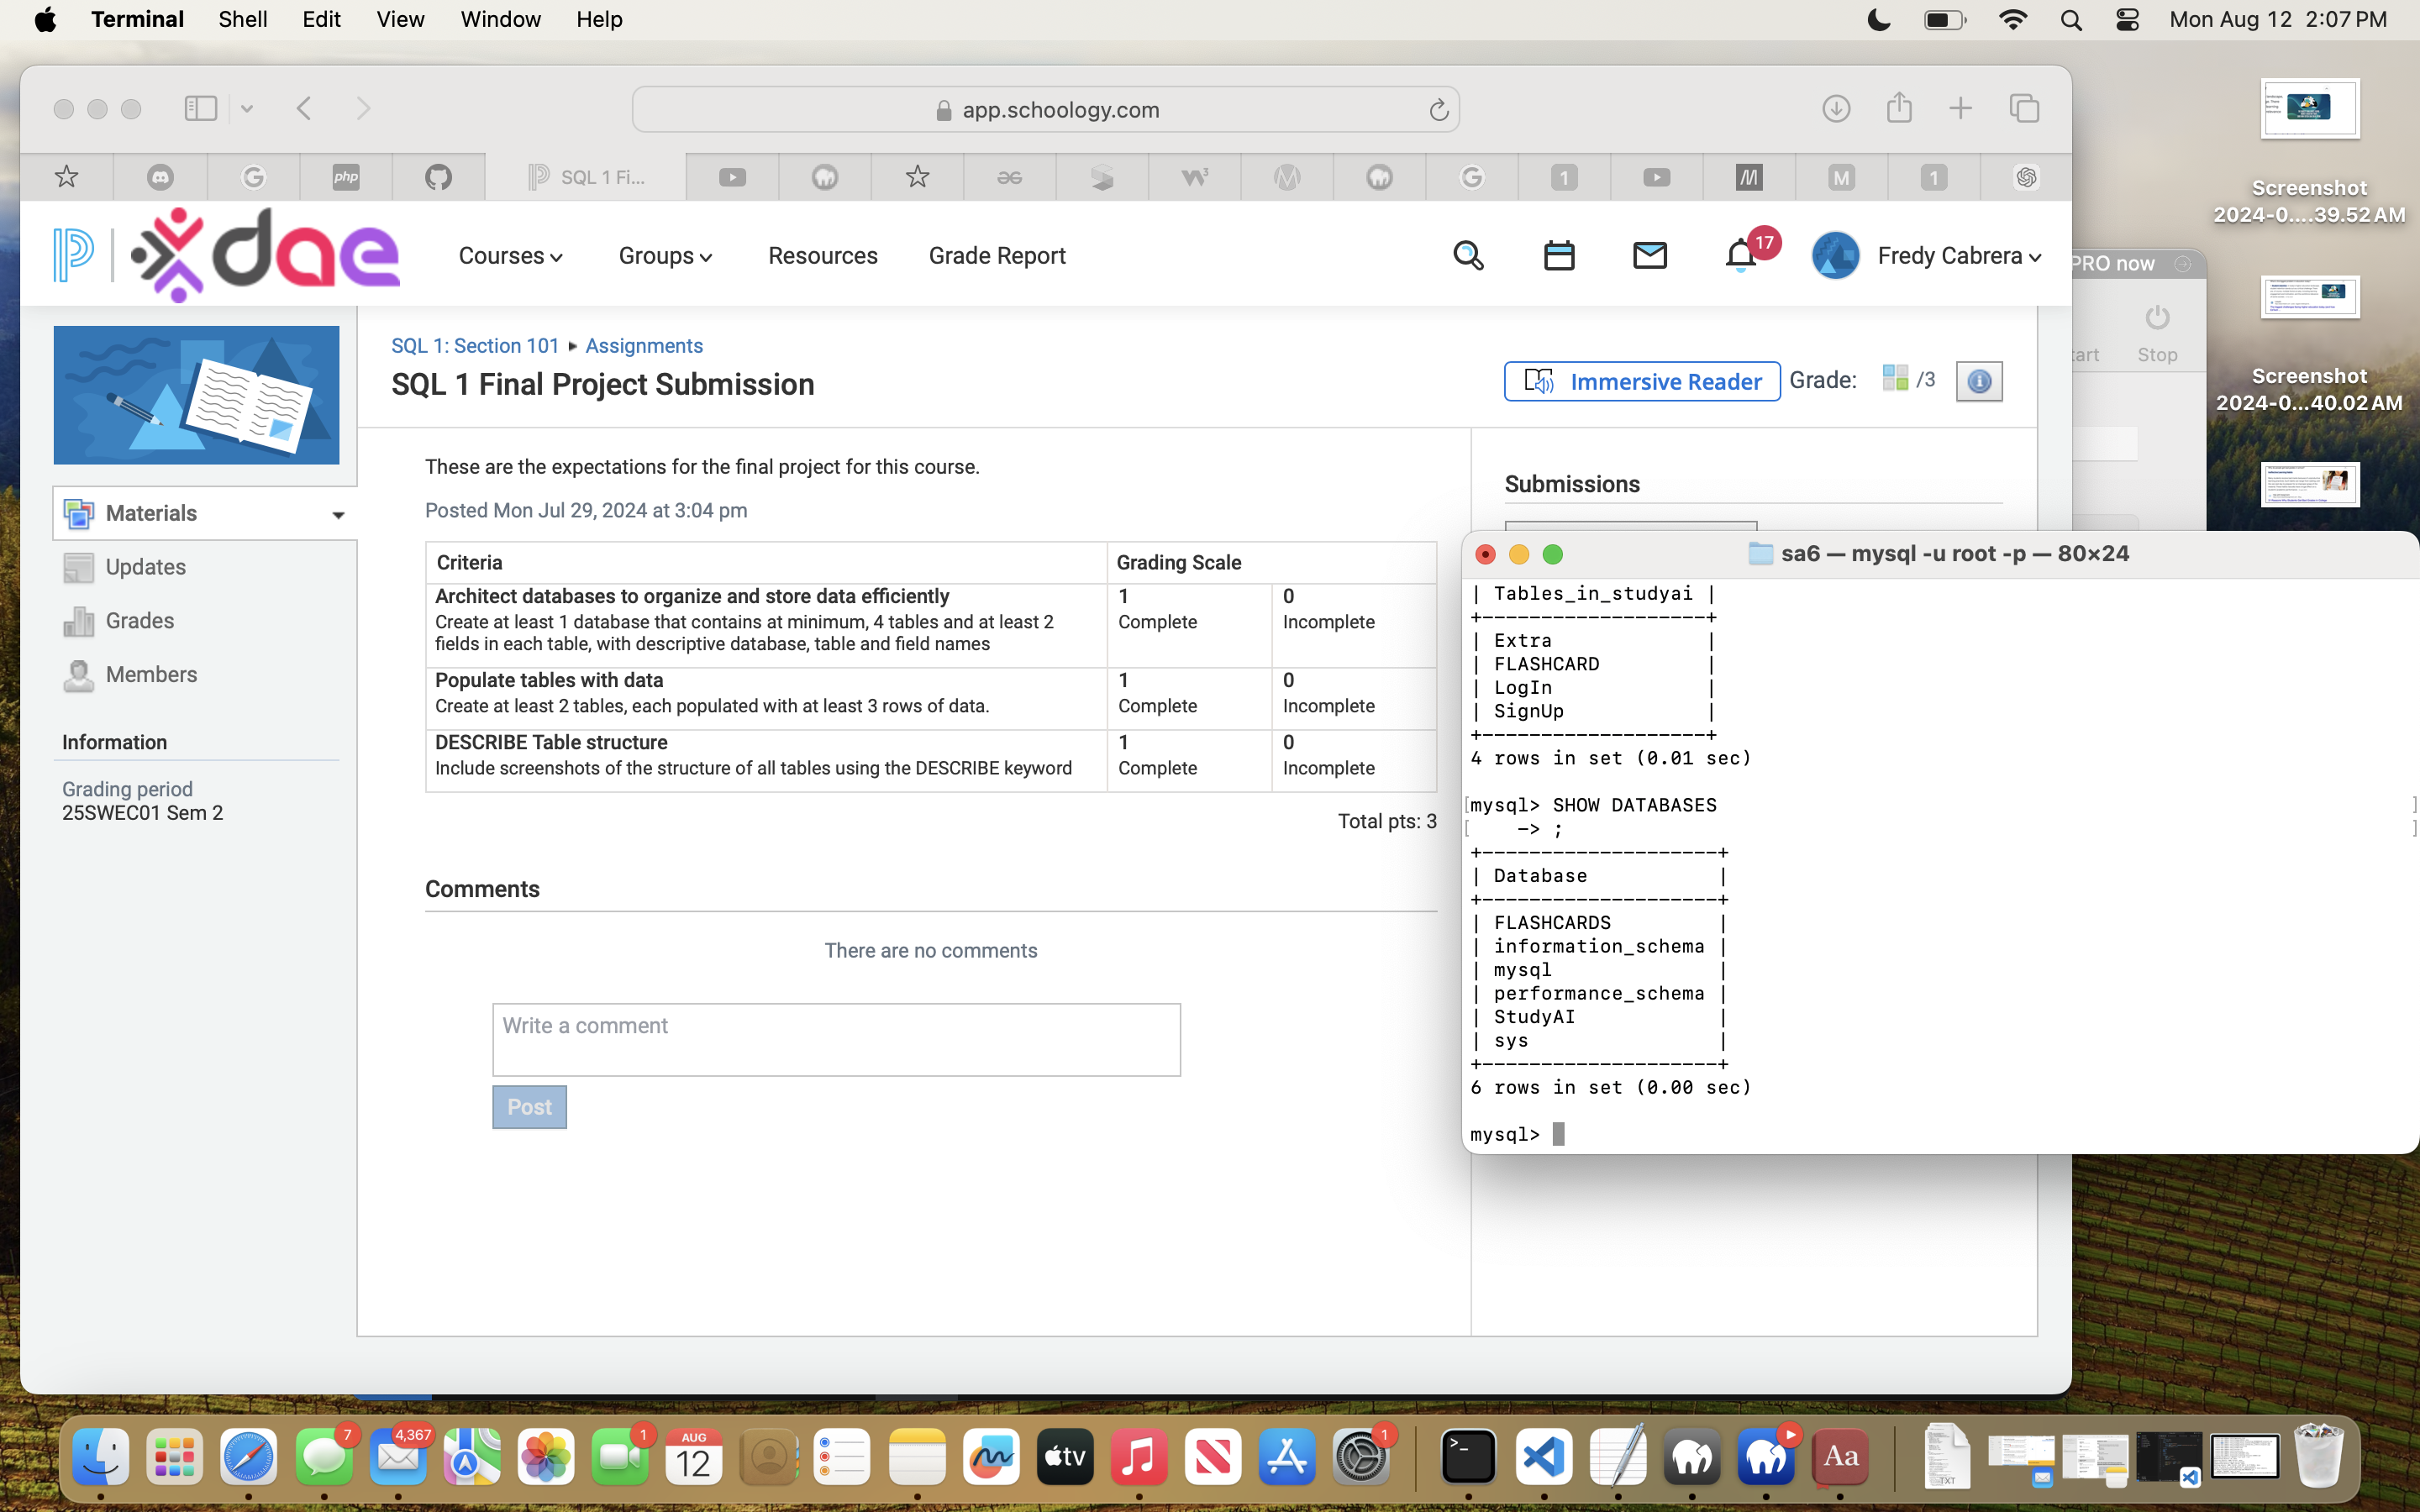 Terminal Shell Edit View Window Help Mon Aug 12 2:07 PM
app.schoology.com
php SQL 1 Fi... 1 M 1
dae Courses Groups Resources Grade Report 17 Fredy Cabrera
SQL 1: Section 101 ▸ Assignments
SQL 1 Final Project Submission
Immersive Reader Grade: /3
These are the expectations for the final project for this course.
Posted Mon Jul 29, 2024 at 3:04 pm
Materials
Updates
Grades
Members
Information
Grading period
25SWEC01 Sem 2
Criteria Grading Scale
Architect databases to organize and store data efficiently 1 0
Create at least 1 database that contains at minimum, 4 tables and at least 2 Complete Incomplete
fields in each table, with descriptive database, table and field names
Populate tables with data 1 0
Create at least 2 tables, each populated with at least 3 rows of data. Complete Incomplete
DESCRIBE Table structure 1 0
Include screenshots of the structure of all tables using the DESCRIBE keyword Complete Incomplete
Total pts: 3
Comments
There are no comments
Write a comment
Post
Submissions
sa6 — mysql -u root -p — 80×24
| Tables_in_studyai |
+-------------------+
| Extra |
| FLASHCARD |
| LogIn |
| SignUp |
+-------------------+
4 rows in set (0.01 sec)
[mysql> SHOW DATABASES ]
[ -> ; ]
+--------------------+
| Database |
+--------------------+
| FLASHCARDS |
| information_schema |
| mysql |
| performance_schema |
| StudyAI |
| sys |
+--------------------+
6 rows in set (0.00 sec)
mysql>
PRO now
Stop
Screenshot
2024-0....39.52 AM
Screenshot
2024-0...40.02 AM
7 4,367 1 AUG 12 tv 1 Aa TXT